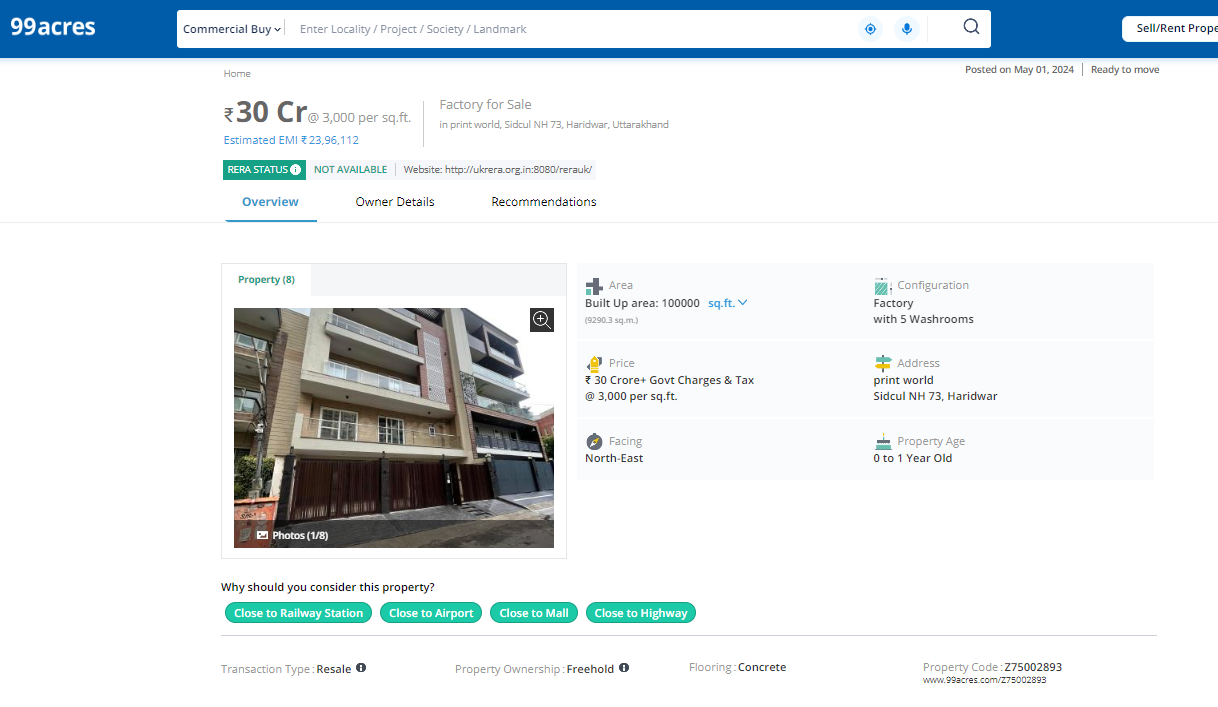 99acres
Commercial Buy
Enter Locality / Project / Society / Landmark
Sell/Rent Prope
Home
Posted on May 01, 2024 | Ready to move
₹30 Cr@ 3,000 per sq.ft.
Estimated EMI ₹23,96,112
Factory for Sale
in print world, Sidcul NH 73, Haridwar, Uttarakhand
RERA STATUS NOT AVAILABLE | Website: http://ukrera.org.in:8080/rerauk/
Overview Owner Details Recommendations
Property (8)
Photos (1/8)
Area
Built Up area: 100000 sq.ft.
(9290.3 sq.m.)
Configuration
Factory
with 5 Washrooms
Price
₹ 30 Crore+ Govt Charges & Tax
@ 3,000 per sq.ft.
Address
print world
Sidcul NH 73, Haridwar
Facing
North-East
Property Age
0 to 1 Year Old
Why should you consider this property?
Close to Railway Station Close to Airport Close to Mall Close to Highway
Transaction Type : Resale
Property Ownership : Freehold
Flooring : Concrete
Property Code : Z75002893
www.99acres.com/Z75002893